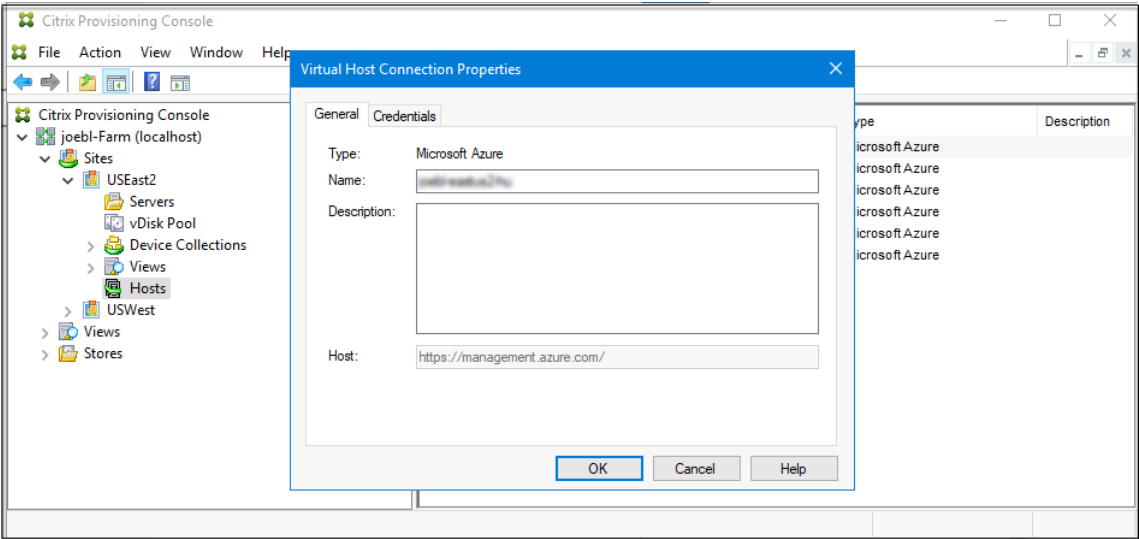 Citrix Provisioning Console
File Action View Window Help
Citrix Provisioning Console
joebl-Farm (localhost)
Sites
USEast2
Servers
vDisk Pool
Device Collections
Views
Hosts
USWest
Views
Stores
Virtual Host Connection Properties
General Credentials
Type: Microsoft Azure
Name:
Description:
Host: https://management.azure.com/
OK Cancel Help
ype Description
icrosoft Azure
icrosoft Azure
icrosoft Azure
icrosoft Azure
icrosoft Azure
icrosoft Azure